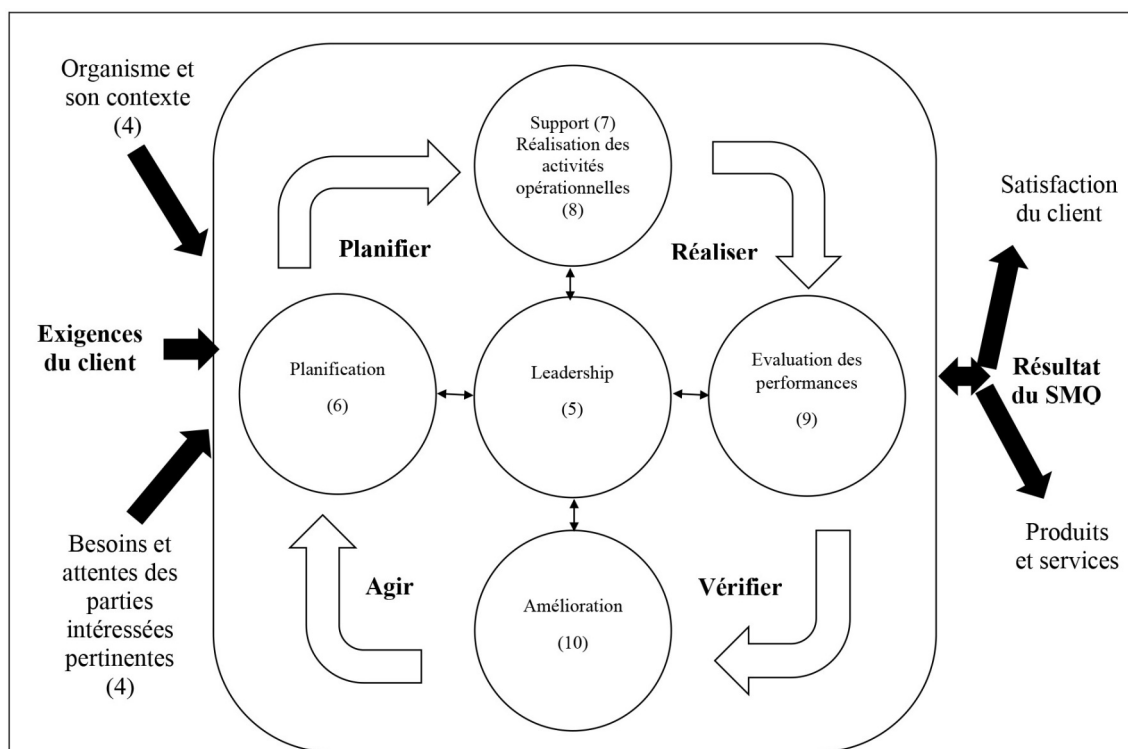 Organisme et
son contexte
(4)
Exigences
du client
Besoins et
attentes des
parties
intéressées
pertinentes
(4)
Support (7)
Réalisation des
activités
opérationnelles
(8)
Planifier
Réaliser
Planification
(6)
Leadership
(5)
Evaluation des
performances
(9)
Agir
Vérifier
Amélioration
(10)
Satisfaction
du client
Résultat
du SMQ
Produits
et services